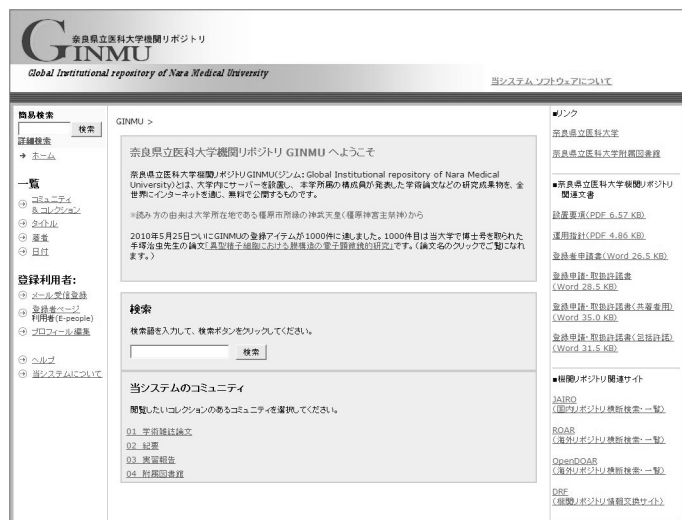 奈良県立医科大学機関リポジトリ
GINMU
Global Institutional repository of Nara Medical University
当システム ソフトウェアについて
簡易検索
検索
詳細検索
ホーム
一覧
コミュニティ
&コレクション
タイトル
著者
日付
登録利用者:
メール受信登録
登録者ページ
利用者(E-people)
プロフィール編集
ヘルプ
当システムについて
GINMU >
奈良県立医科大学機関リポジトリ GINMU へようこそ
奈良県立医科大学機関リポジトリGINMU(ジンム: Global Institutional repository of Nara Medical
University)とは、大学内にサーバーを設置し、本学所属の構成員が発表した学術論文などの研究成果物を、全
世界にインターネットを通じ、無料で公開するものです。
※読み方の由来は大学所在地である橿原市所縁の神武天皇(橿原神宮主祭神)から
2010年5月25日ついにGINMUの登録アイテムが1000件に達しました。1000件目は当大学で博士号を取られた
手塚治虫先生の論文「異型精子細胞における膜構造の電子顕微鏡的研究」です。(論文名のクリックでご覧になれ
ます。)
検索
検索語を入力して、検索ボタンをクリックしてください。
検索
当システムのコミュニティ
閲覧したいコレクションのあるコミュニティを選択してください。
01 学術雑誌論文
02 紀要
03 実習報告
04 附属図書館
■リンク
奈良県立医科大学
奈良県立医科大学附属図書館
■奈良県立医科大学機関リポジトリ
関連文書
設置要項(PDF 6.57 KB)
運用指針(PDF 4.86 KB)
登録者申請書(Word 26.5 KB)
登録申請・取扱許諾書
(Word 28.5 KB)
登録申請・取扱許諾書(共著者用)
(Word 35.0 KB)
登録申請・取扱許諾書(包括許諾)
(Word 31.5 KB)
■機関リポジトリ関連サイト
JAIRO
(国内リポジトリ横断検索・一覧)
ROAR
(海外リポジトリ横断検索・一覧)
OpenDOAR
(海外リポジトリ横断検索・一覧)
DRF
(機関リポジトリ情報交換サイト)